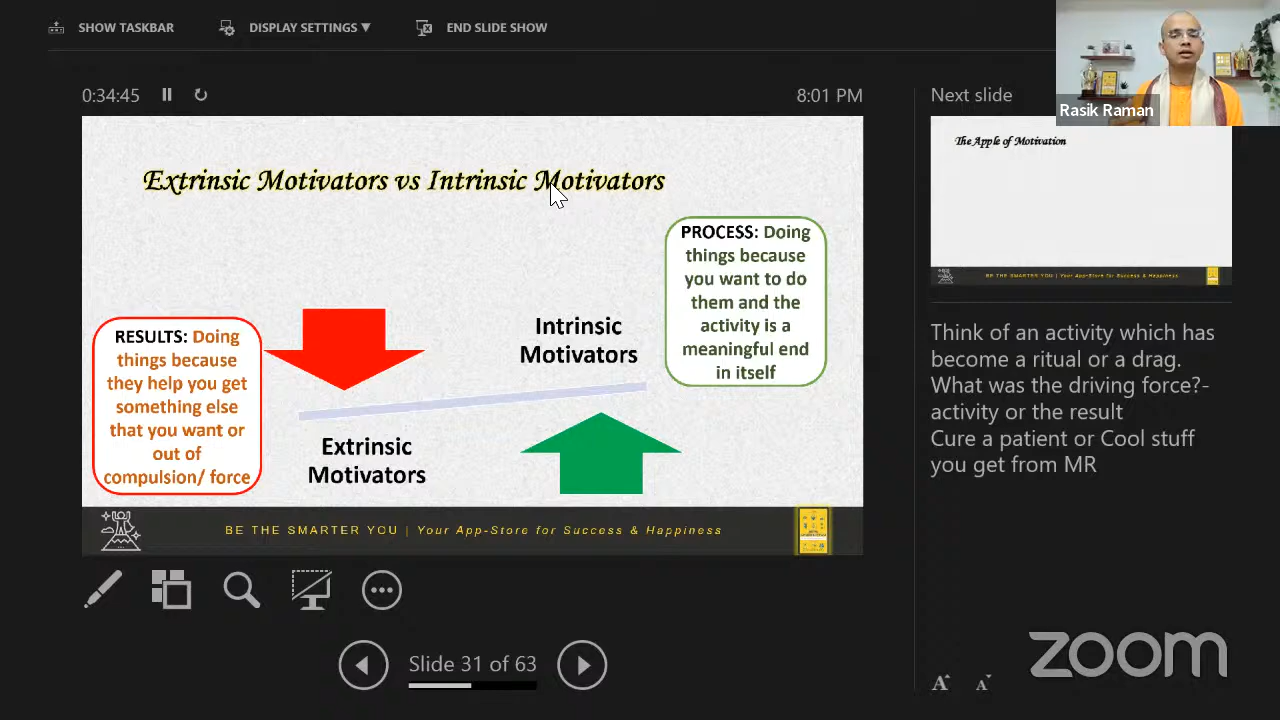 SHOW TASKBAR
DISPLAY SETTINGS ▼
END SLIDE SHOW
0:34:45
8:01 PM
Next slide
Rasik Raman
Extrinsic Motivators vs Intrinsic Motivators
PROCESS: Doing
things because
you want to do
them and the
activity is a
meaningful end
in itself
Intrinsic
Motivators
RESULTS: Doing
things because
they help you get
something else
that you want or
out of
compulsion/ force
Extrinsic
Motivators
BE THE SMARTER YOU | Your App-Store for Success & Happiness
The Apple of Motivation
BE THE SMARTER YOU | Your App-Store for Success & Happiness
Think of an activity which has
become a ritual or a drag.
What was the driving force?-
activity or the result
Cure a patient or Cool stuff
you get from MR
Slide 31 of 63
A A
zoom